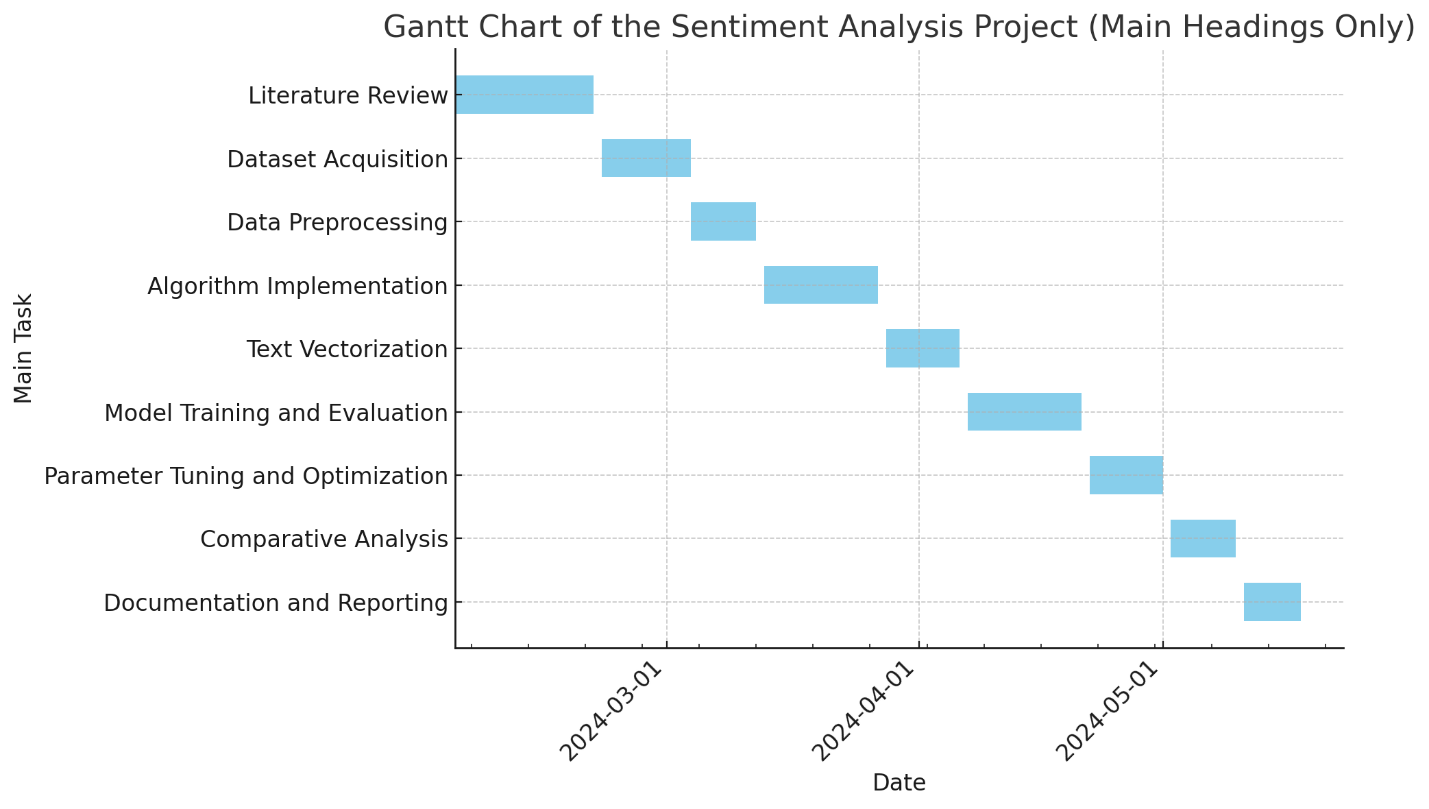 Gantt Chart of the Sentiment Analysis Project (Main Headings Only)
Literature Review
Dataset Acquisition
Data Preprocessing
Algorithm Implementation
Text Vectorization
Model Training and Evaluation
Parameter Tuning and Optimization
Comparative Analysis
Documentation and Reporting
Main Task
2024-03-01
2024-04-01
2024-05-01
Date